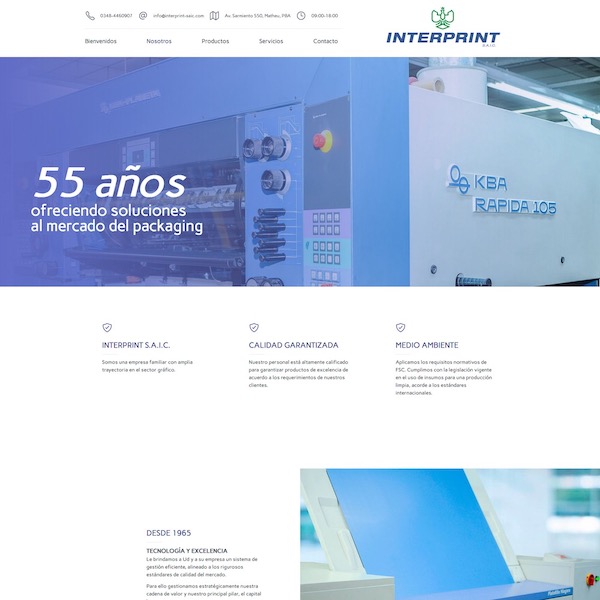 0348-4460907 info@interprint-saic.com Av. Sarmiento 550, Matheu, PBA 09:00-18:00
INTERPRINT
S.A.I.C.
Bienvenidos Nosotros Productos Servicios Contacto
KBA
RAPIDA 105
55 años
ofreciendo soluciones
al mercado del packaging
INTERPRINT S.A.I.C.
Somos una empresa familiar con amplia
trayectoria en el sector gráfico.
CALIDAD GARANTIZADA
Nuestro personal está altamente calificado
para garantizar productos de excelencia de
acuerdo a los requerimientos de nuestros
clientes.
MEDIO AMBIENTE
Aplicamos los requisitos normativos de
FSC. Cumplimos con la legislación vigente
en el uso de insumos para una producción
limpia, acorde a los estándares
internacionales.
DESDE 1965
TECNOLOGÍA Y EXCELENCIA
Le brindamos a Ud y a su empresa un sistema de
gestión eficiente, alineado a los rigurosos
estándares de calidad del mercado.
Para ello gestionamos estratégicamente nuestra
cadena de valor y nuestro principal pilar, el capital